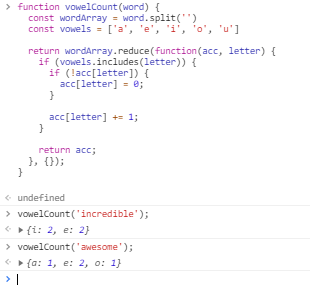 function vowelCount(word) {
  const wordArray = word.split('')
  const vowels = ['a', 'e', 'i', 'o', 'u']

  return wordArray.reduce(function(acc, letter) {
    if (vowels.includes(letter)) {
      if (!acc[letter]) {
        acc[letter] = 0;
      }

      acc[letter] += 1;
    }

    return acc;
  }, {});
}
undefined
vowelCount('incredible');
{i: 2, e: 2}
vowelCount('awesome');
{a: 1, e: 2, o: 1}